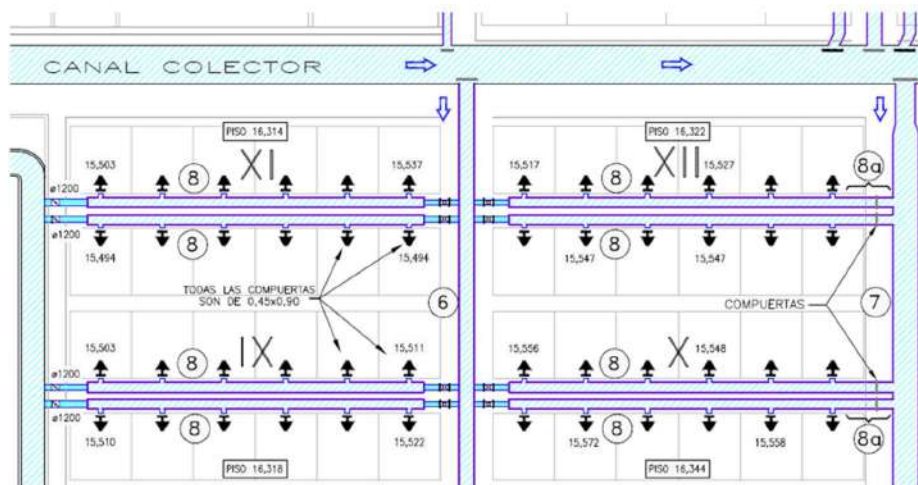 CANAL COLECTOR
PISO 16,314
PISO 16,322
XI
XII
15,503
8
15,537
15,517
8
15,527
8a
ø1200
ø1200
15,494
8
15,494
15,547
8
15,547
TODAS LAS COMPUERTAS
SON DE 0,45x0,90
6
COMPUERTAS
7
IX
X
15,503
8
15,511
15,556
8
15,548
ø1200
ø1200
15,510
8
15,522
15,572
8
15,558
8a
PISO 16,318
PISO 16,344